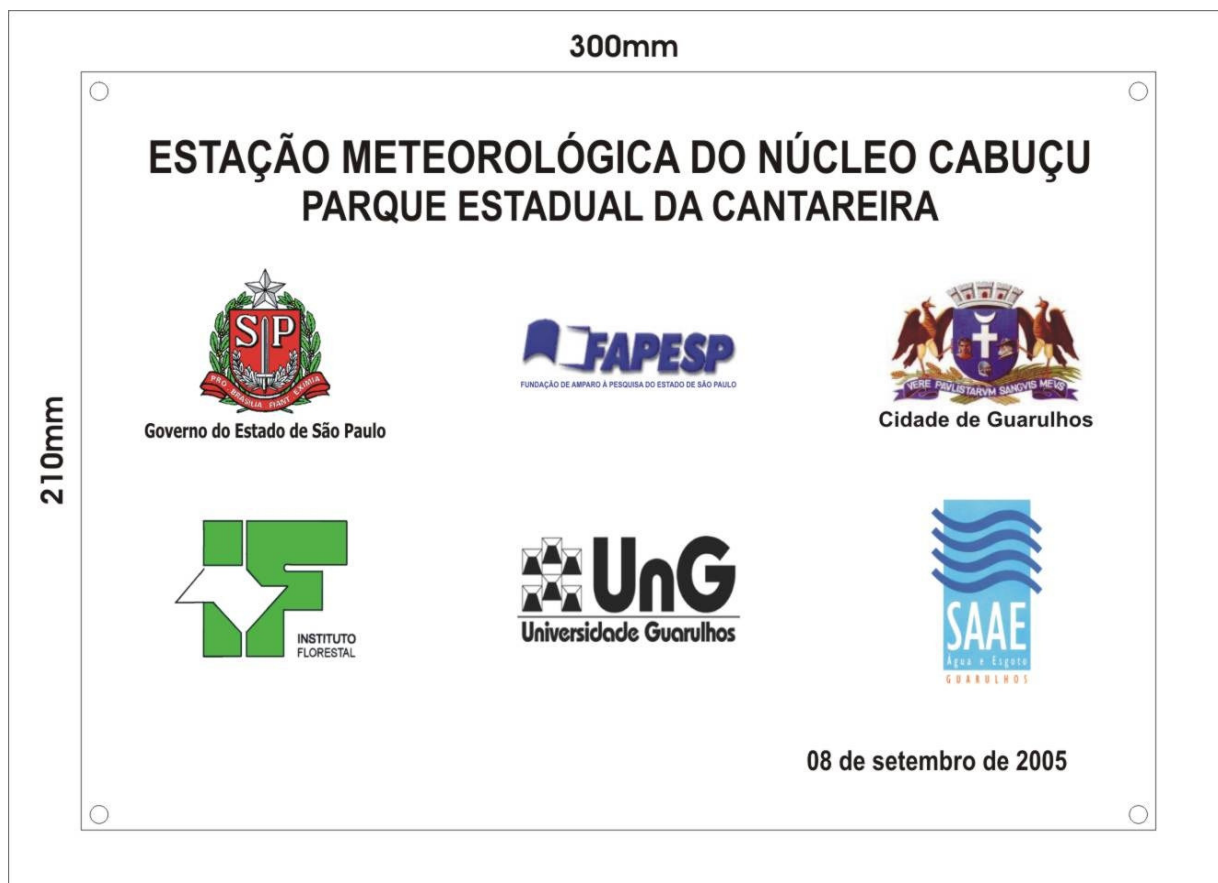 300mm
210mm
ESTAÇÃO METEOROLÓGICA DO NÚCLEO CABUÇU
PARQUE ESTADUAL DA CANTAREIRA
SP
PRO BRASILIA FIANT EXIMIA
Governo do Estado de São Paulo
FAPESP
FUNDAÇÃO DE AMPARO À PESQUISA DO ESTADO DE SÃO PAULO
VERE PAVLISTARVM SANGVIS MEVS
Cidade de Guarulhos
IF
INSTITUTO
FLORESTAL
UnG
Universidade Guarulhos
SAAE
Água e Esgoto
GUARULHOS
08 de setembro de 2005